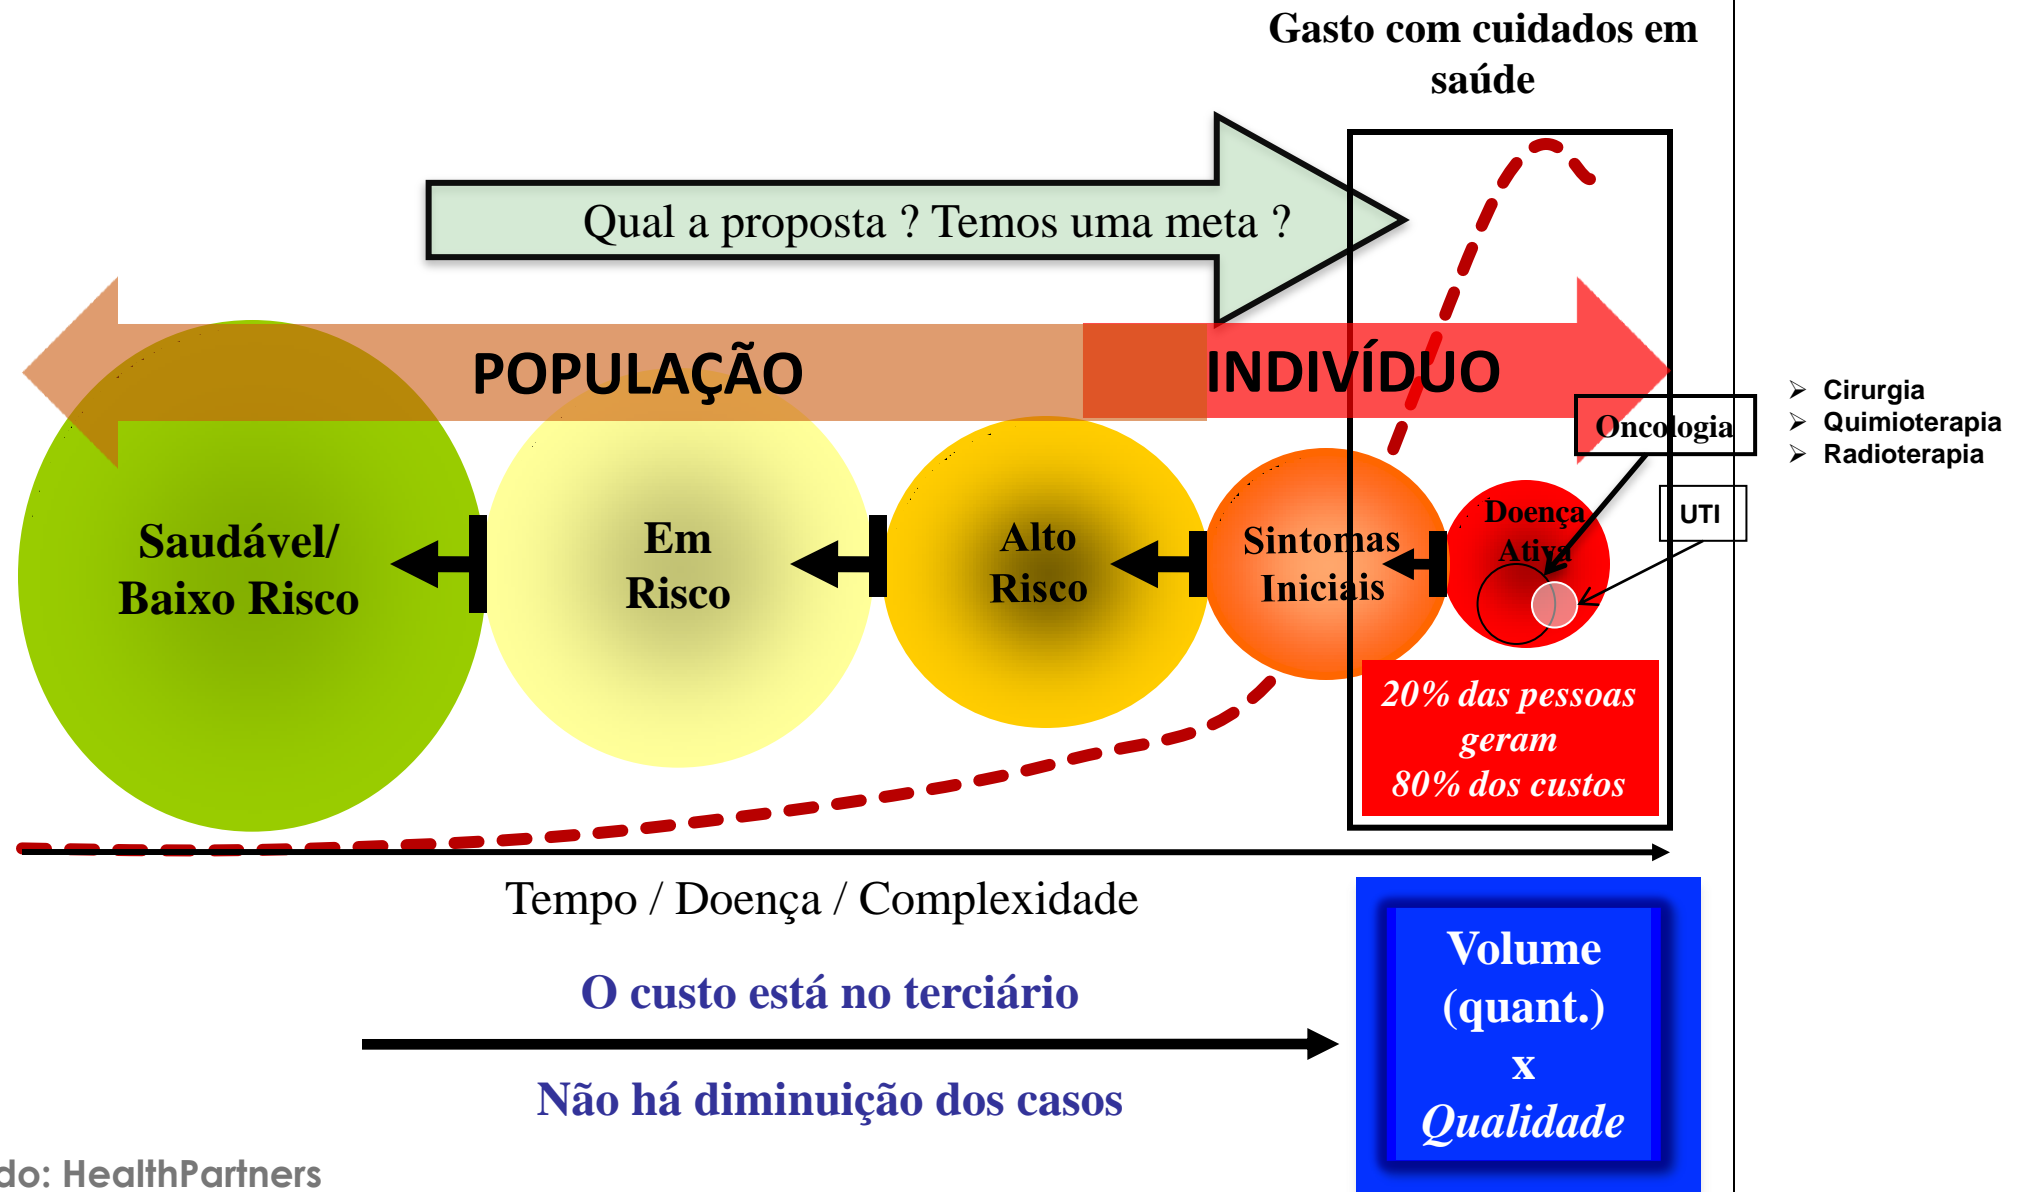 Gasto com cuidados em
saúde
Qual a proposta ? Temos uma meta ?
POPULAÇÃO
INDIVÍDUO
Oncologia
➢ Cirurgia
➢ Quimioterapia
➢ Radioterapia
UTI
Saudável/
Baixo Risco
Em
Risco
Alto
Risco
Sintomas
Iniciais
Doença
Ativa
20% das pessoas
geram
80% dos custos
Tempo / Doença / Complexidade
O custo está no terciário
Não há diminuição dos casos
Volume
(quant.)
x
Qualidade
do: HealthPartners